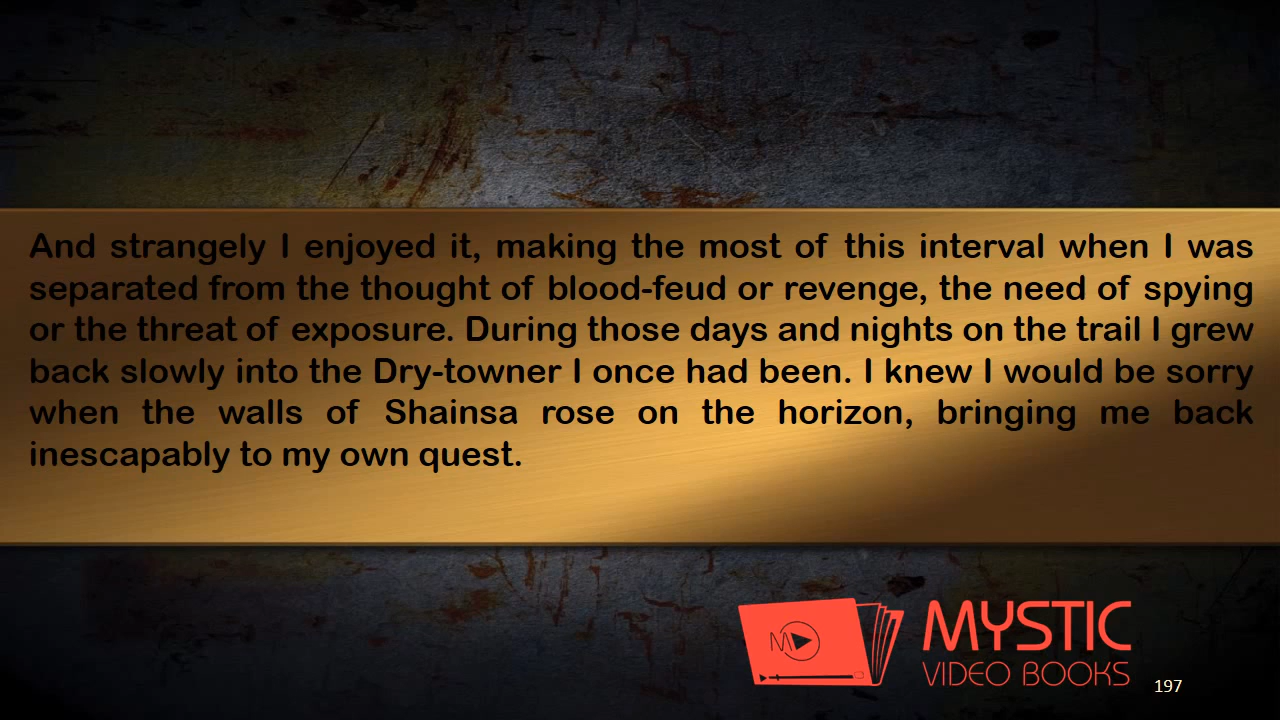 And strangely I enjoyed it, making the most of this interval when I was
separated from the thought of blood-feud or revenge, the need of spying
or the threat of exposure. During those days and nights on the trail I grew
back slowly into the Dry-towner I once had been. I knew I would be sorry
when the walls of Shainsa rose on the horizon, bringing me back
inescapably to my own quest.
M
MYSTIC
VIDEO BOOKS
197